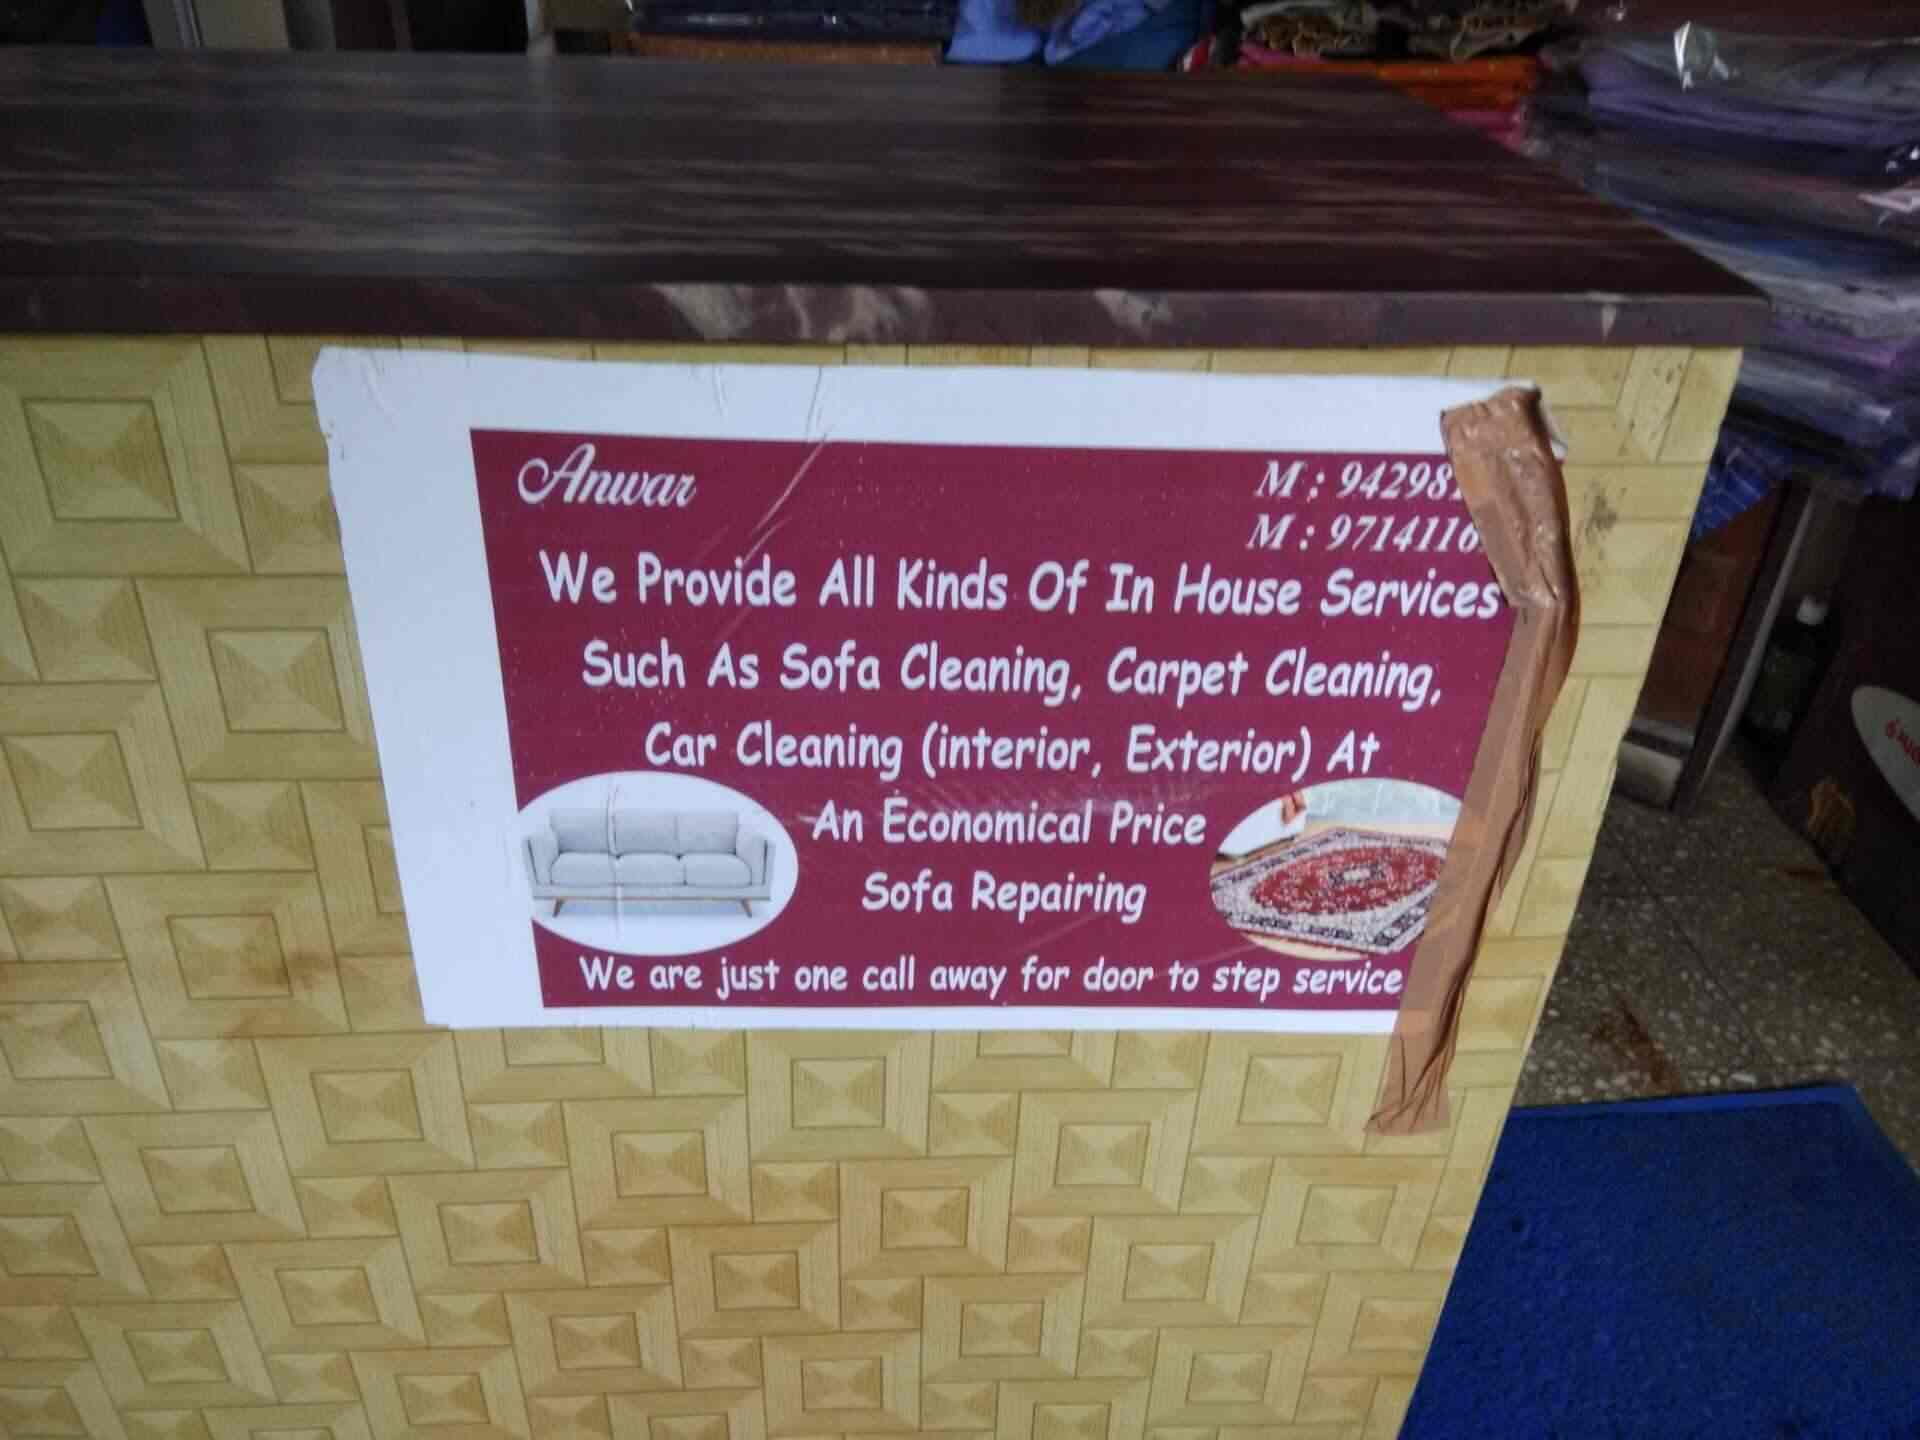 Anwar
M : 94298
M : 9714116
We Provide All Kinds Of In House Services
Such As Sofa Cleaning, Carpet Cleaning,
Car Cleaning (interior, Exterior) At
An Economical Price
Sofa Repairing
We are just one call away for door to step service